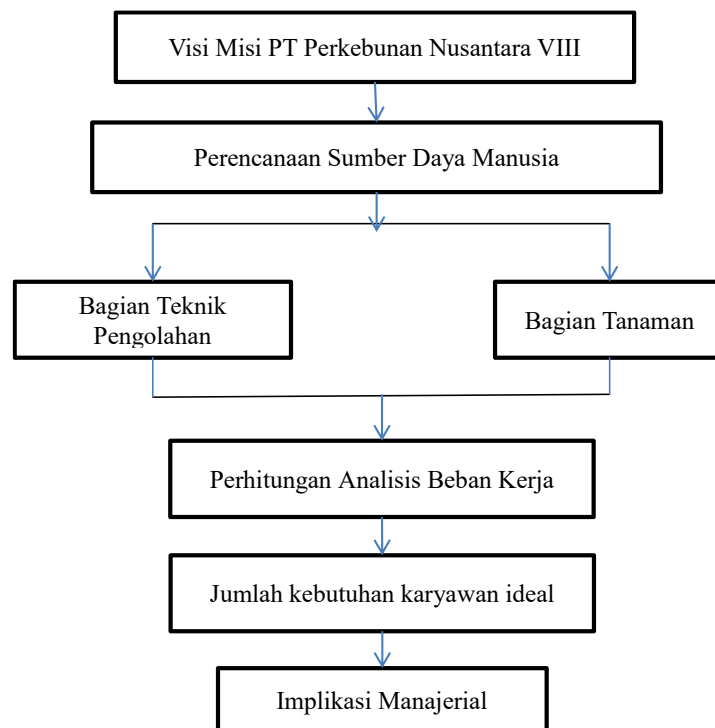 Visi Misi PT Perkebunan Nusantara VIII
Perencanaan Sumber Daya Manusia
Bagian Teknik
Pengolahan
Bagian Tanaman
Perhitungan Analisis Beban Kerja
Jumlah kebutuhan karyawan ideal
Implikasi Manajerial